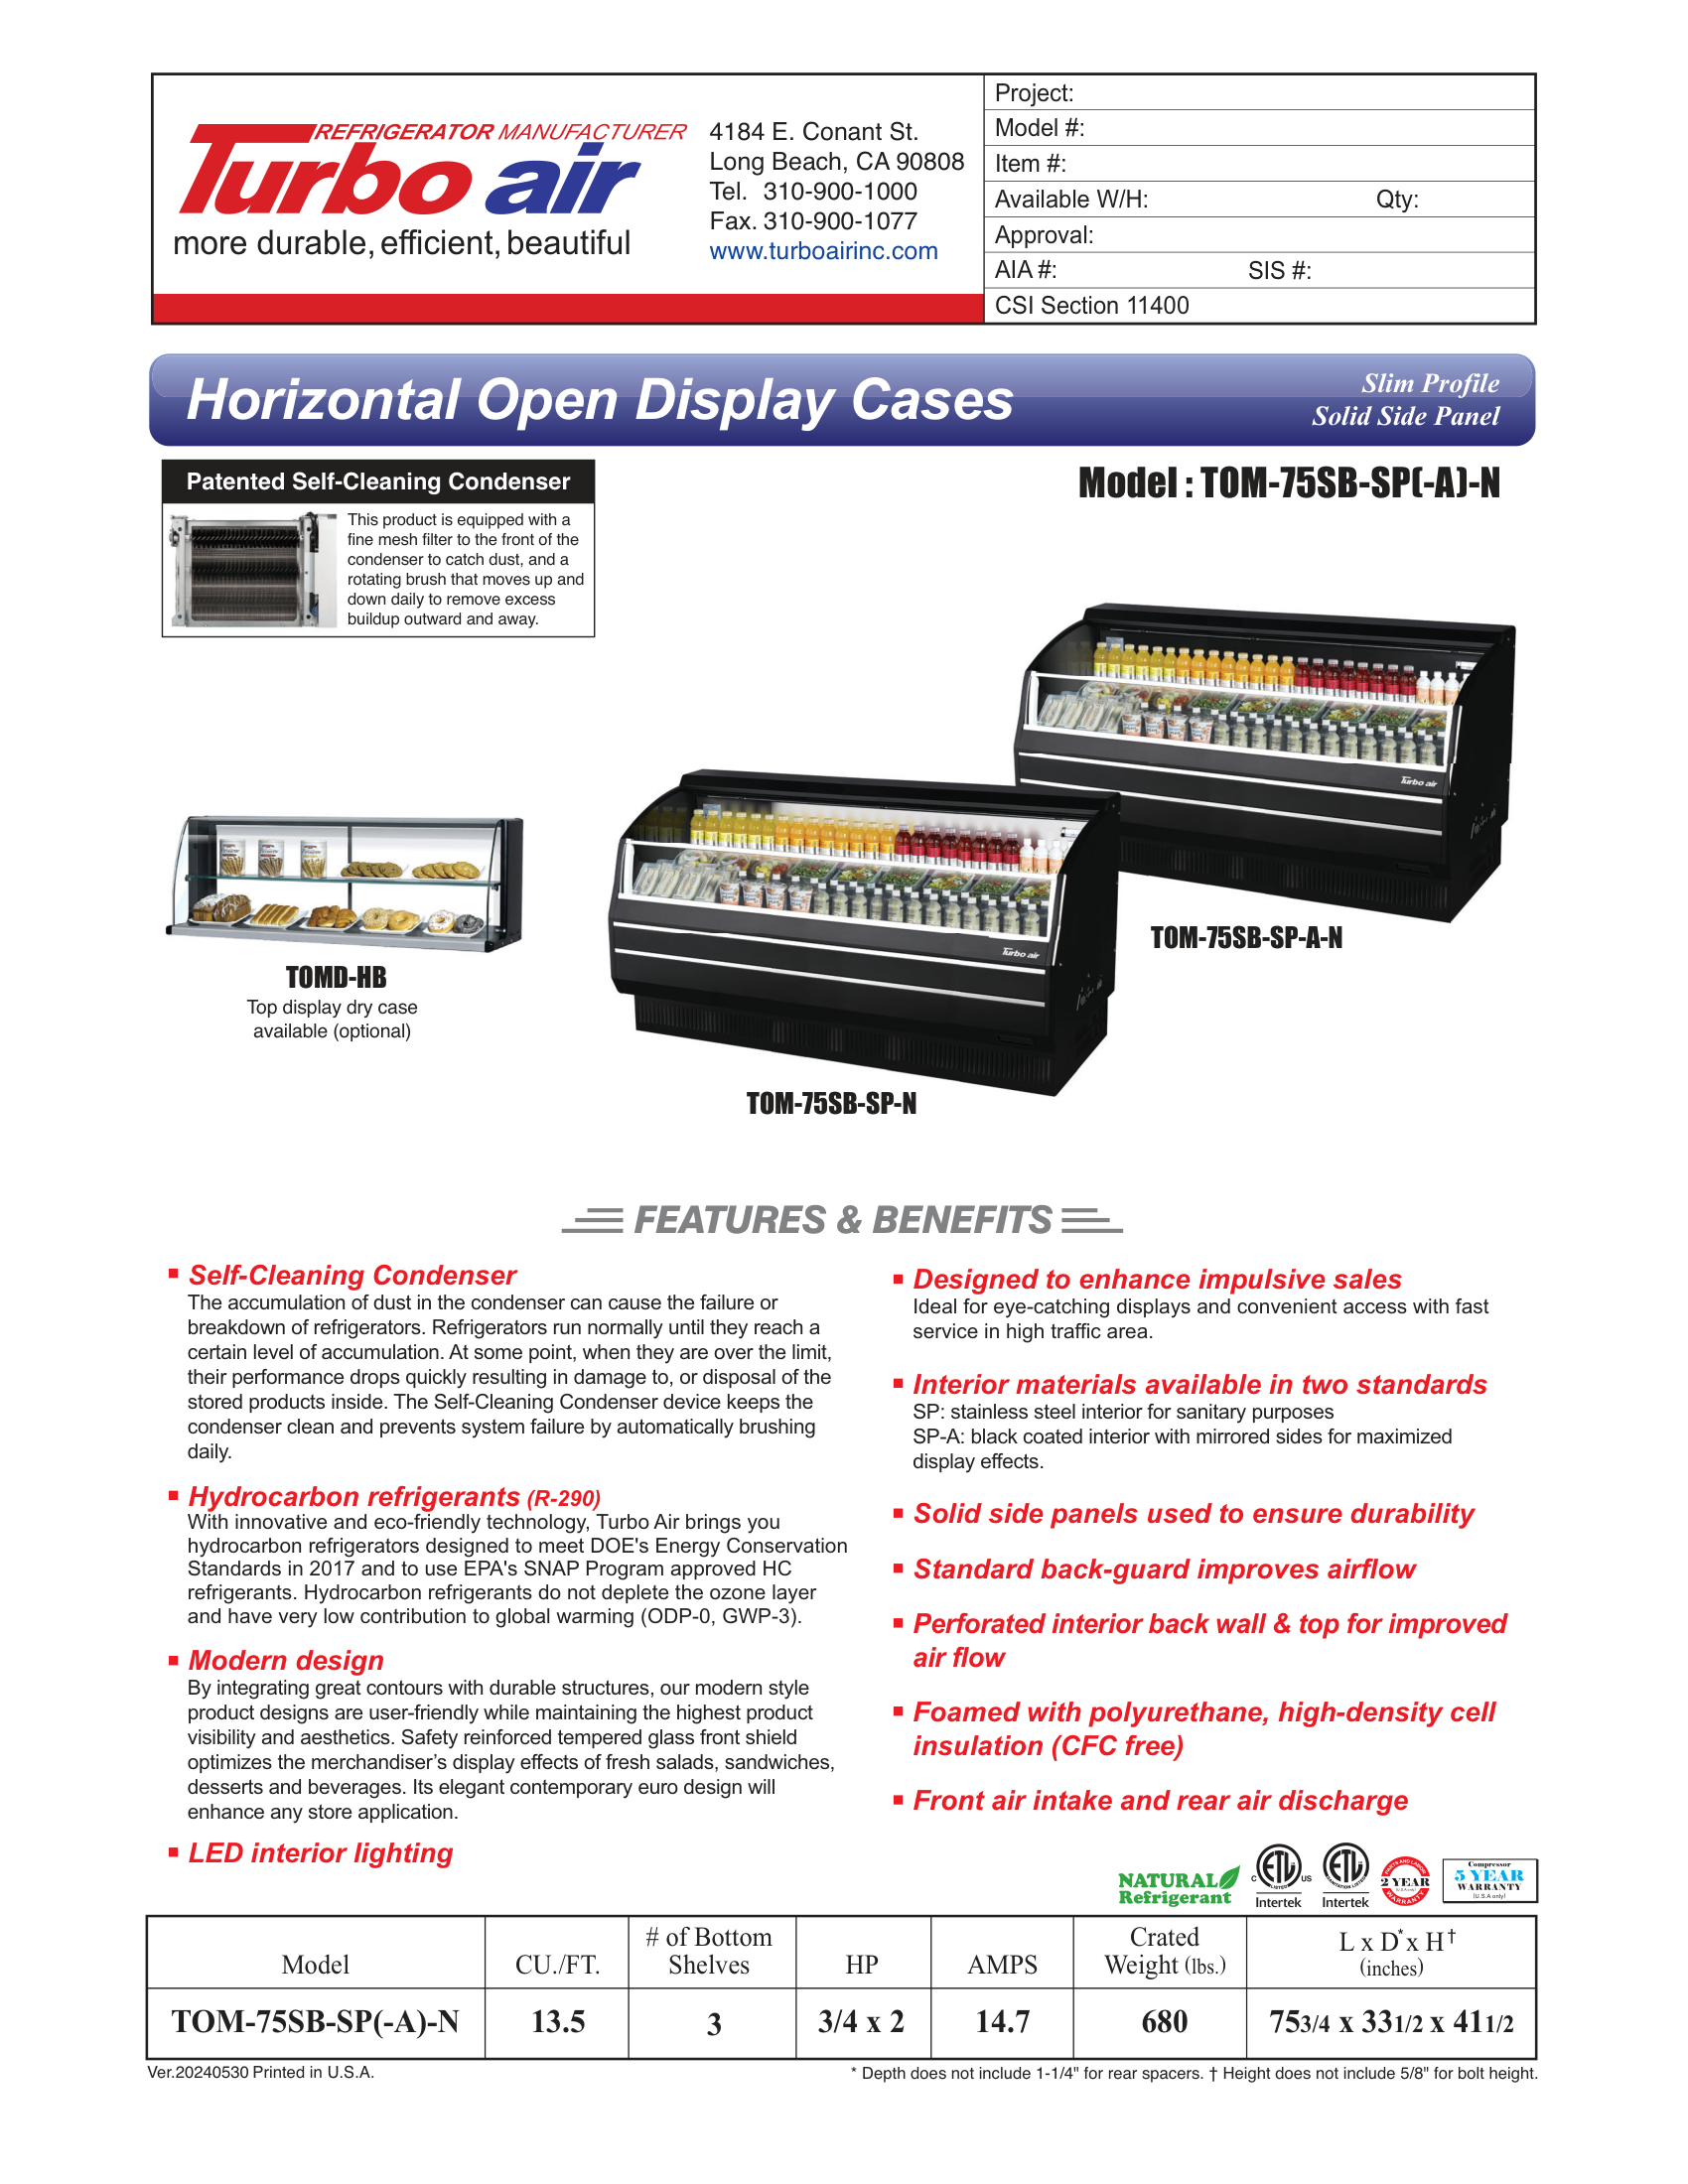 REFRIGERATOR MANUFACTURER
Turbo air
more durable, efficient, beautiful
4184 E. Conant St.
Long Beach, CA 90808
Tel. 310-900-1000
Fax. 310-900-1077
www.turboairinc.com
Project:
Model #:
Item #:
Available W/H: Qty:
Approval:
AIA #: SIS #:
CSI Section 11400
Horizontal Open Display Cases
Slim Profile
Solid Side Panel
Patented Self-Cleaning Condenser
This product is equipped with a
fine mesh filter to the front of the
condenser to catch dust, and a
rotating brush that moves up and
down daily to remove excess
buildup outward and away.
Model : TOM-75SB-SP(-A)-N
Turbo air
TOM-75SB-SP-A-N
TOMD-HB
Top display dry case
available (optional)
Turbo air
TOM-75SB-SP-N
FEATURES & BENEFITS
Self-Cleaning Condenser
The accumulation of dust in the condenser can cause the failure or
breakdown of refrigerators. Refrigerators run normally until they reach a
certain level of accumulation. At some point, when they are over the limit,
their performance drops quickly resulting in damage to, or disposal of the
stored products inside. The Self-Cleaning Condenser device keeps the
condenser clean and prevents system failure by automatically brushing
daily.
Hydrocarbon refrigerants (R-290)
With innovative and eco-friendly technology, Turbo Air brings you
hydrocarbon refrigerators designed to meet DOE's Energy Conservation
Standards in 2017 and to use EPA's SNAP Program approved HC
refrigerants. Hydrocarbon refrigerants do not deplete the ozone layer
and have very low contribution to global warming (ODP-0, GWP-3).
Modern design
By integrating great contours with durable structures, our modern style
product designs are user-friendly while maintaining the highest product
visibility and aesthetics. Safety reinforced tempered glass front shield
optimizes the merchandiser’s display effects of fresh salads, sandwiches,
desserts and beverages. Its elegant contemporary euro design will
enhance any store application.
LED interior lighting
Designed to enhance impulsive sales
Ideal for eye-catching displays and convenient access with fast
service in high traffic area.
Interior materials available in two standards
SP: stainless steel interior for sanitary purposes
SP-A: black coated interior with mirrored sides for maximized
display effects.
Solid side panels used to ensure durability
Standard back-guard improves airflow
Perforated interior back wall & top for improved
air flow
Foamed with polyurethane, high-density cell
insulation (CFC free)
Front air intake and rear air discharge
NATURAL
Refrigerant
C ETL US
LISTED
Intertek
ETL
SANITATION LISTED
Intertek
PARTS AND LABOR
2 YEAR
(U.S.A only)
WARRANTY
Compressor
5 YEAR
WARRANTY
(U.S.A only)
Model CU./FT. # of Bottom Shelves HP AMPS Crated Weight (lbs.) L x D* x H† (inches)
TOM-75SB-SP(-A)-N 13.5 3 3/4 x 2 14.7 680 753/4 x 331/2 x 411/2
Ver.20240530 Printed in U.S.A.
* Depth does not include 1-1/4" for rear spacers. † Height does not include 5/8" for bolt height.